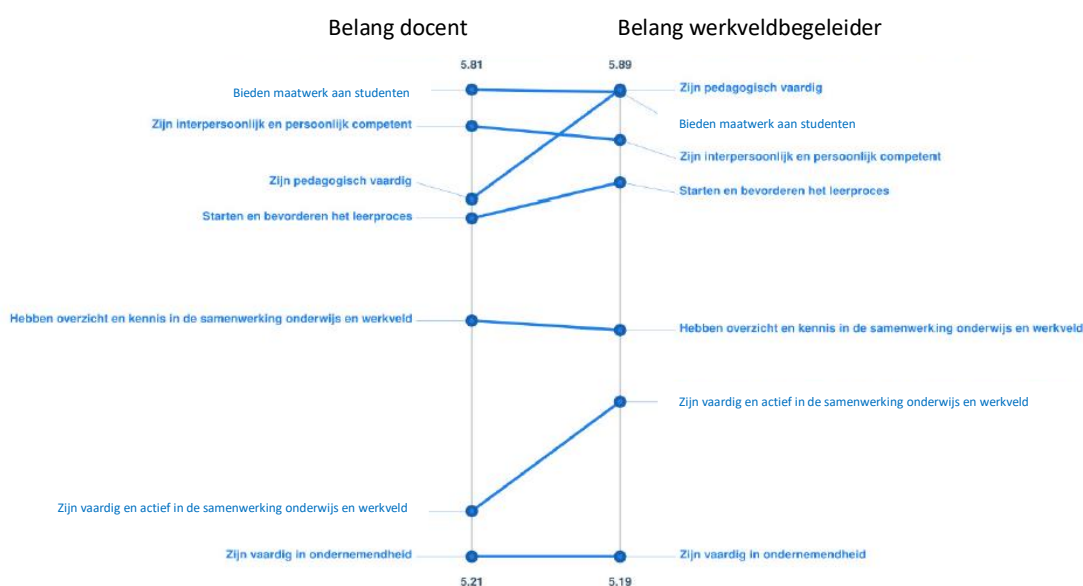 Belang docent
Belang werkveldbegeleider
5.81
5.89
Bieden maatwerk aan studenten
Zijn pedagogisch vaardig
Zijn interpersoonlijk en persoonlijk competent
Bieden maatwerk aan studenten
Zijn interpersoonlijk en persoonlijk competent
Zijn pedagogisch vaardig
Starten en bevorderen het leerproces
Starten en bevorderen het leerproces
Hebben overzicht en kennis in de samenwerking onderwijs en werkveld
Hebben overzicht en kennis in de samenwerking onderwijs en werkveld
Zijn vaardig en actief in de samenwerking onderwijs en werkveld
Zijn vaardig en actief in de samenwerking onderwijs en werkveld
Zijn vaardig in ondernemendheid
Zijn vaardig in ondernemendheid
5.21
5.19